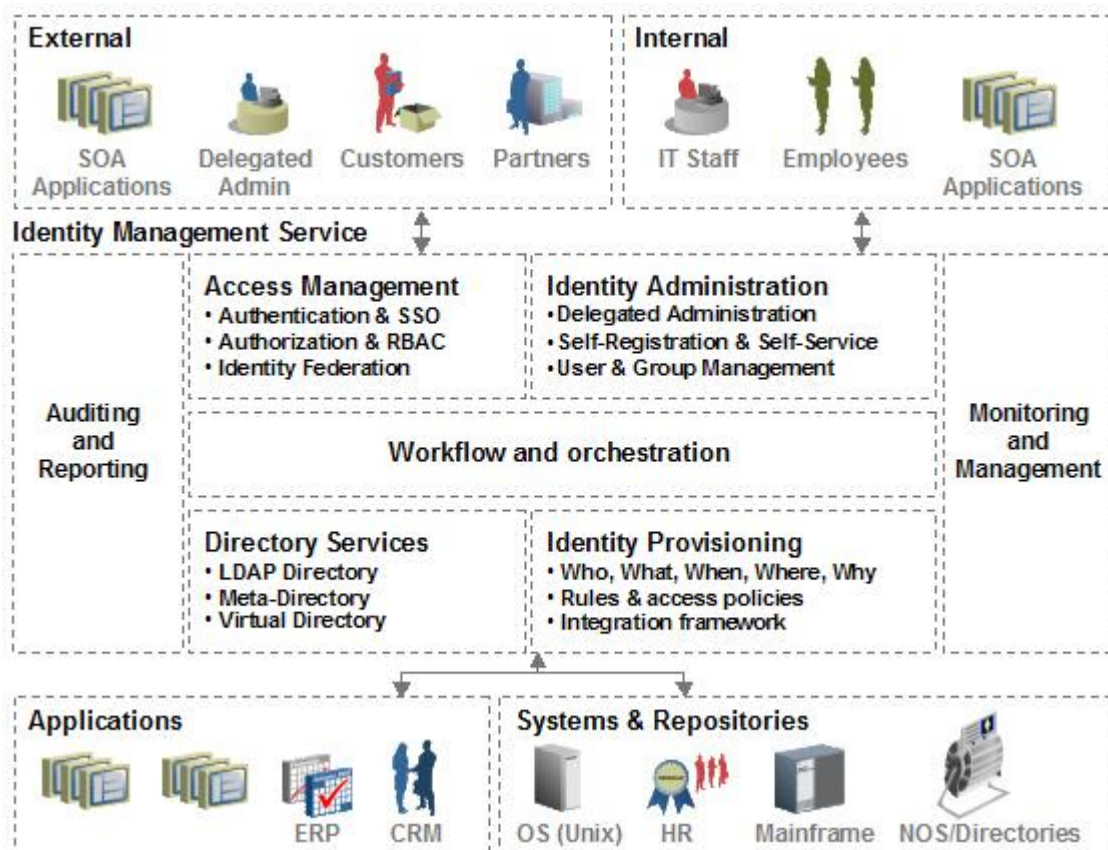 External
SOA
Applications
Delegated
Admin
Customers
Partners
Internal
IT Staff
Employees
SOA
Applications
Identity Management Service
Auditing
and
Reporting
Access Management
• Authentication & SSO
• Authorization & RBAC
• Identity Federation
Identity Administration
• Delegated Administration
• Self-Registration & Self-Service
• User & Group Management
Monitoring
and
Management
Workflow and orchestration
Directory Services
• LDAP Directory
• Meta-Directory
• Virtual Directory
Identity Provisioning
• Who, What, When, Where, Why
• Rules & access policies
• Integration framework
Applications
ERP
CRM
Systems & Repositories
OS (Unix)
HR
Mainframe
NOS/Directories